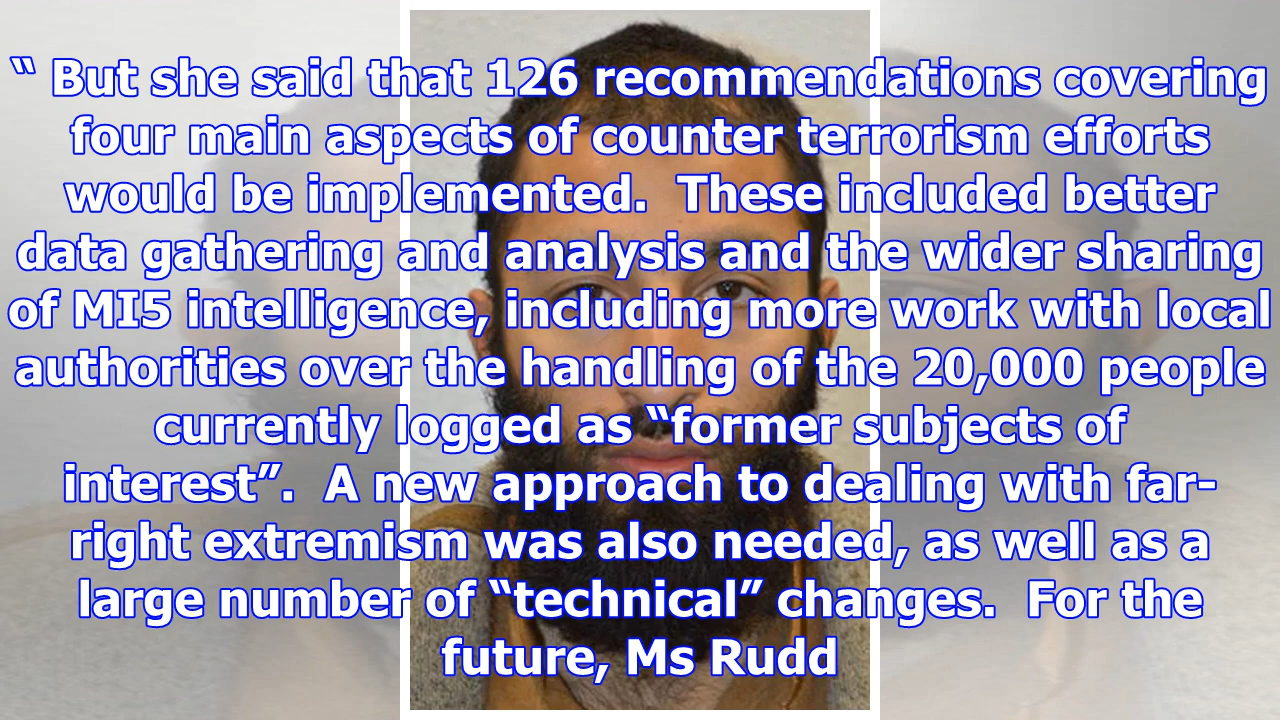 “ But she said that 126 recommendations covering
four main aspects of counter terrorism efforts
would be implemented.  These included better
data gathering and analysis and the wider sharing
of MI5 intelligence, including more work with local
authorities over the handling of the 20,000 people
currently logged as “former subjects of
interest”.  A new approach to dealing with far-
right extremism was also needed, as well as a
large number of “technical” changes.  For the
future, Ms Rudd